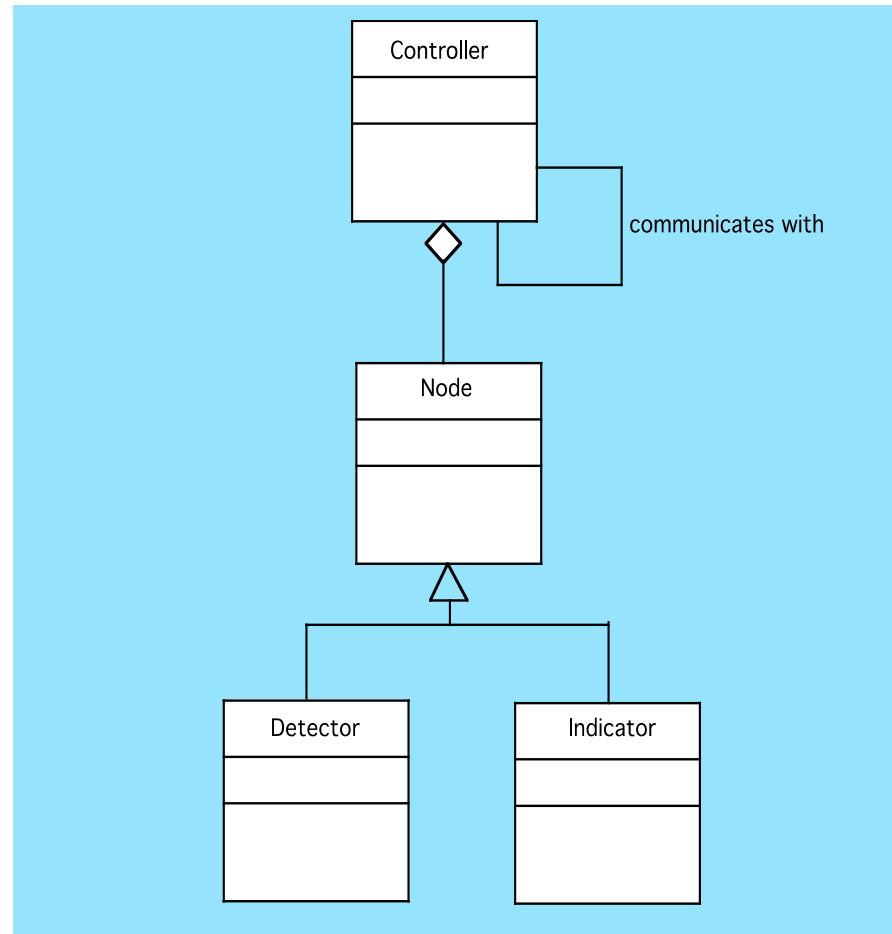 Controller
communicates with
Node
Detector
Indicator